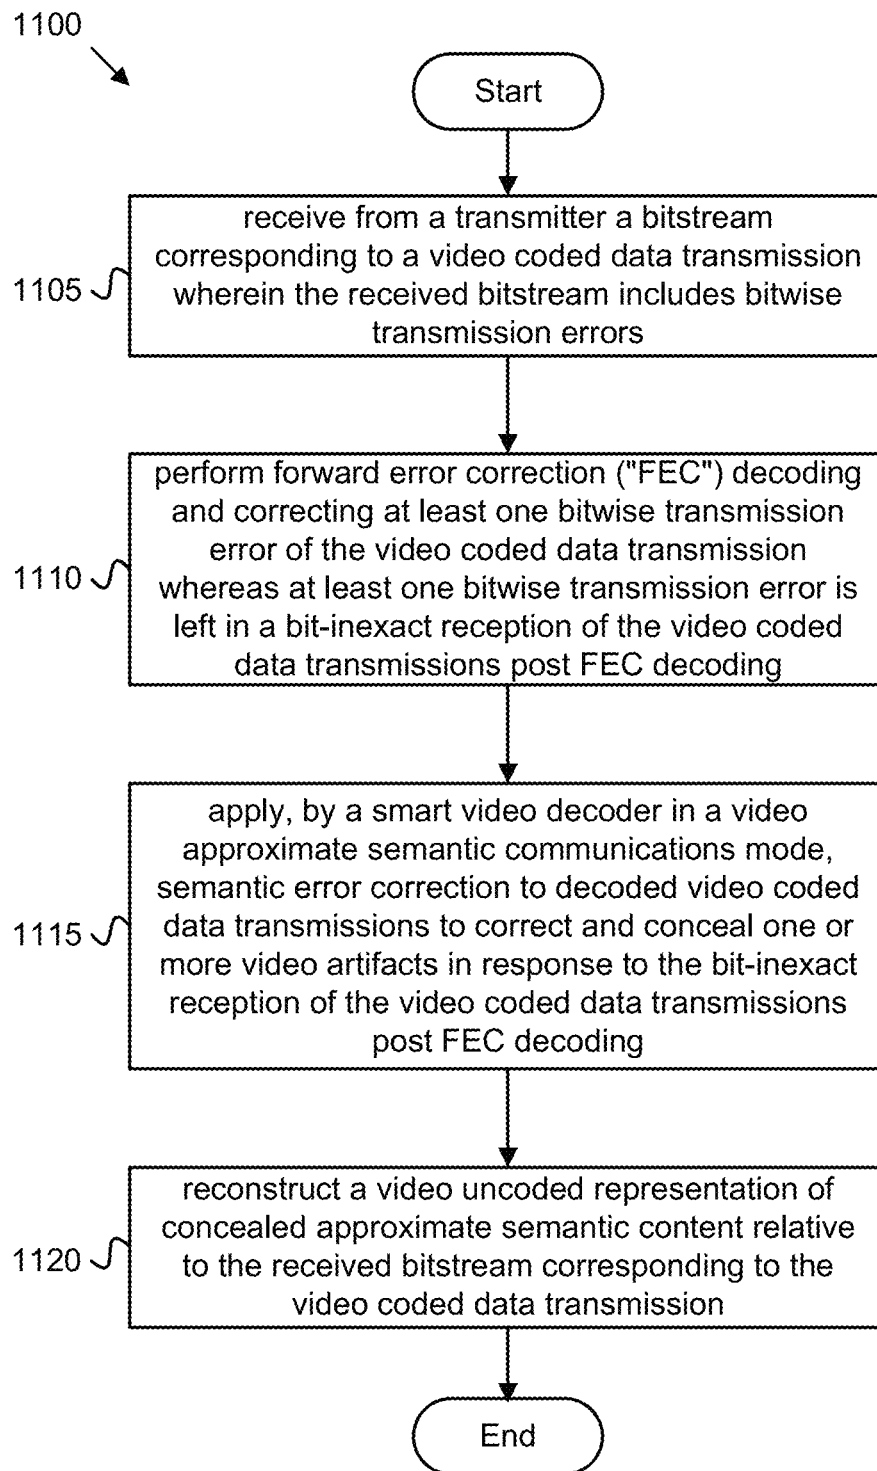 1100
Start
receive from a transmitter a bitstream
corresponding to a video coded data transmission
wherein the received bitstream includes bitwise
transmission errors
1105
perform forward error correction ("FEC") decoding
and correcting at least one bitwise transmission
error of the video coded data transmission
whereas at least one bitwise transmission error is
left in a bit-inexact reception of the video coded
data transmissions post FEC decoding
1110
apply, by a smart video decoder in a video
approximate semantic communications mode,
semantic error correction to decoded video coded
data transmissions to correct and conceal one or
more video artifacts in response to the bit-inexact
reception of the video coded data transmissions
post FEC decoding
1115
reconstruct a video uncoded representation of
concealed approximate semantic content relative
to the received bitstream corresponding to the
video coded data transmission
1120
End